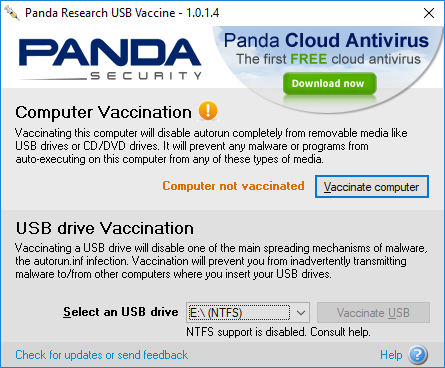 Panda Research USB Vaccine - 1.0.1.4
PANDA
SECURITY
Panda Cloud Antivirus
The first FREE cloud antivirus
Download now
Computer Vaccination
Vaccinating this computer will disable autorun completely from removable media like
USB drives or CD/DVD drives. It will prevent any malware or programs from
auto-executing on this computer from any of these types of media.
Computer not vaccinated
Vaccinate computer
USB drive Vaccination
Vaccinating a USB drive will disable one of the main spreading mechanisms of malware,
the autorun.inf infection. Vaccination will prevent you from inadvertently transmitting
malware to/from other computers where you insert your USB drives.
Select an USB drive
E:\ (NTFS)
Vaccinate USB
NTFS support is disabled. Consult help.
Check for updates or send feedback
Help ?